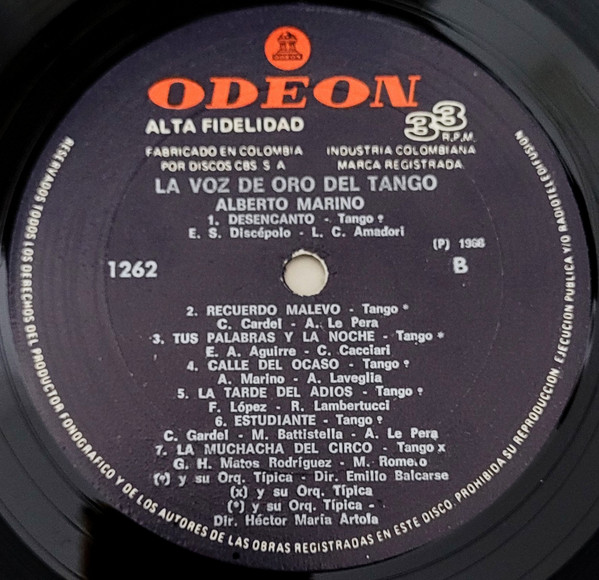 ODEON
ALTA FIDELIDAD
33 R.P.M.
FABRICADO EN COLOMBIA
POR DISCOS CBS S A
INDUSTRIA COLOMBIANA
MARCA REGISTRADA
LA VOZ DE ORO DEL TANGO
ALBERTO MARINO
1. DESENCANTO - Tango º
E. S. Discépolo - L. C. Amadori
(P) 1966
1262
B
2. RECUERDO MALEVO - Tango *
C. Cardel - A. Le Pera
3. TUS PALABRAS Y LA NOCHE - Tango *
E. A. Aguirre - C. Cacciari
4. CALLE DEL OCASO - Tango º
A. Marino - A. Laveglia
5. LA TARDE DEL ADIOS - Tango º
F. López - R. Lambertucci
6. ESTUDIANTE - Tango º
C. Gardel - M. Battistella - A. Le Pera
7. LA MUCHACHA DEL CIRCO - Tango x
G. H. Matos Rodríguez - M. Romeo
(º) y su Orq. Típica - Dir. Emilio Balcarse
(x) y su Orq. Típica
(*) y su Orq. Típica -
Dir. Héctor María Artola
RESERVADOS TODOS LOS DERECHOS DEL PRODUCTOR FONOGRAFICO Y DE LOS AUTORES DE LAS OBRAS REGISTRADAS EN ESTE DISCO. PROHIBIDA SU REPRODUCCION, EJECUCION PUBLICA Y/O RADIOTELEDIFUSION